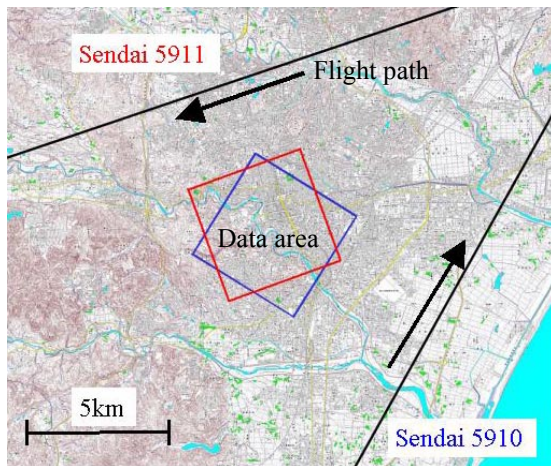 Sendai 5911
Flight path
Data area
5km
Sendai 5910